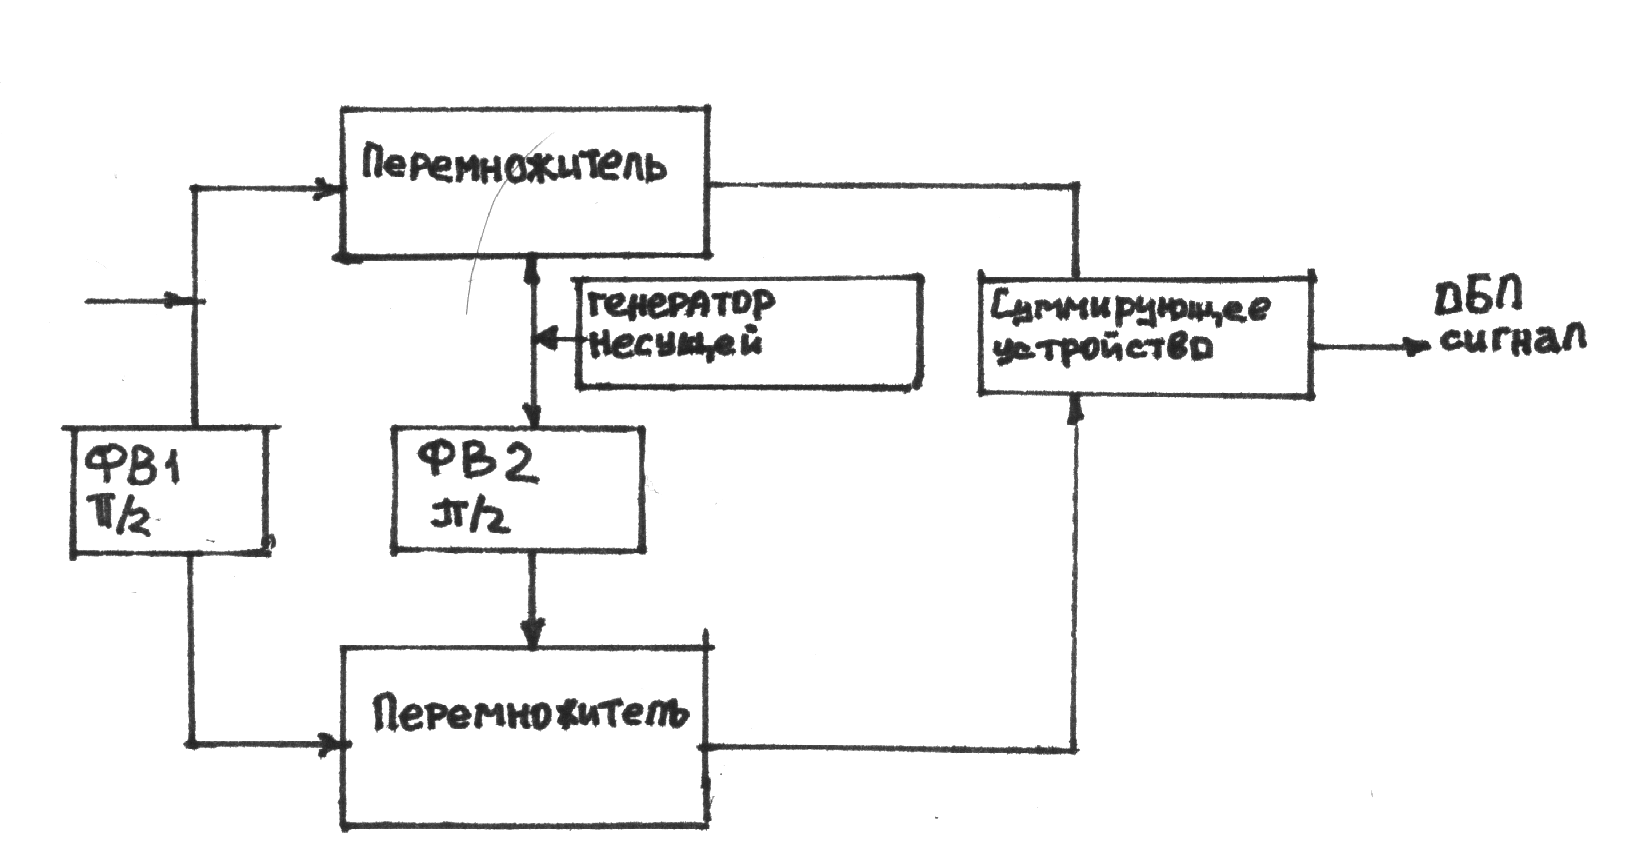 Перемножитель
генератор
несущей
Суммирующее
устройство
ДБП
сигнал
ФВ1
π/2
ФВ2
π/2
Перемножитель